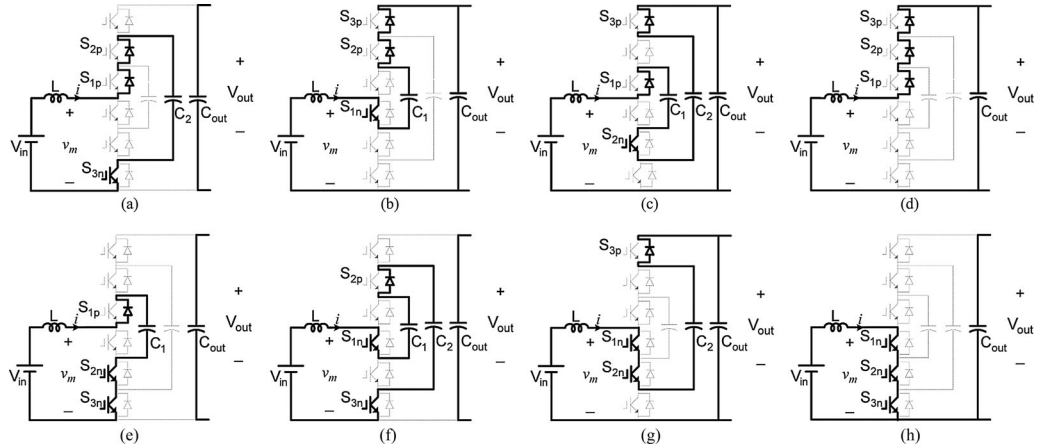 S2p
S1p
L
i
+
vm
−
Vin
S3n
C2
Cout
+
Vout
−
(a)
S3p
S2p
L
i
S1n
+
vm
−
Vin
C1
Cout
+
Vout
−
(b)
S3p
S1p
L
i
+
vm
−
Vin
S2n
C1
C2
Cout
+
Vout
−
(c)
S3p
S2p
S1p
L
i
+
vm
−
Vin
Cout
+
Vout
−
(d)
S1p
L
i
+
vm
−
Vin
S2n
S3n
C1
Cout
+
Vout
−
(e)
S2p
L
i
S1n
+
vm
−
Vin
S3n
C1
C2
Cout
+
Vout
−
(f)
S3p
L
i
S1n
S2n
+
vm
−
Vin
C2
Cout
+
Vout
−
(g)
L
i
S1n
S2n
S3n
+
vm
−
Vin
Cout
+
Vout
−
(h)